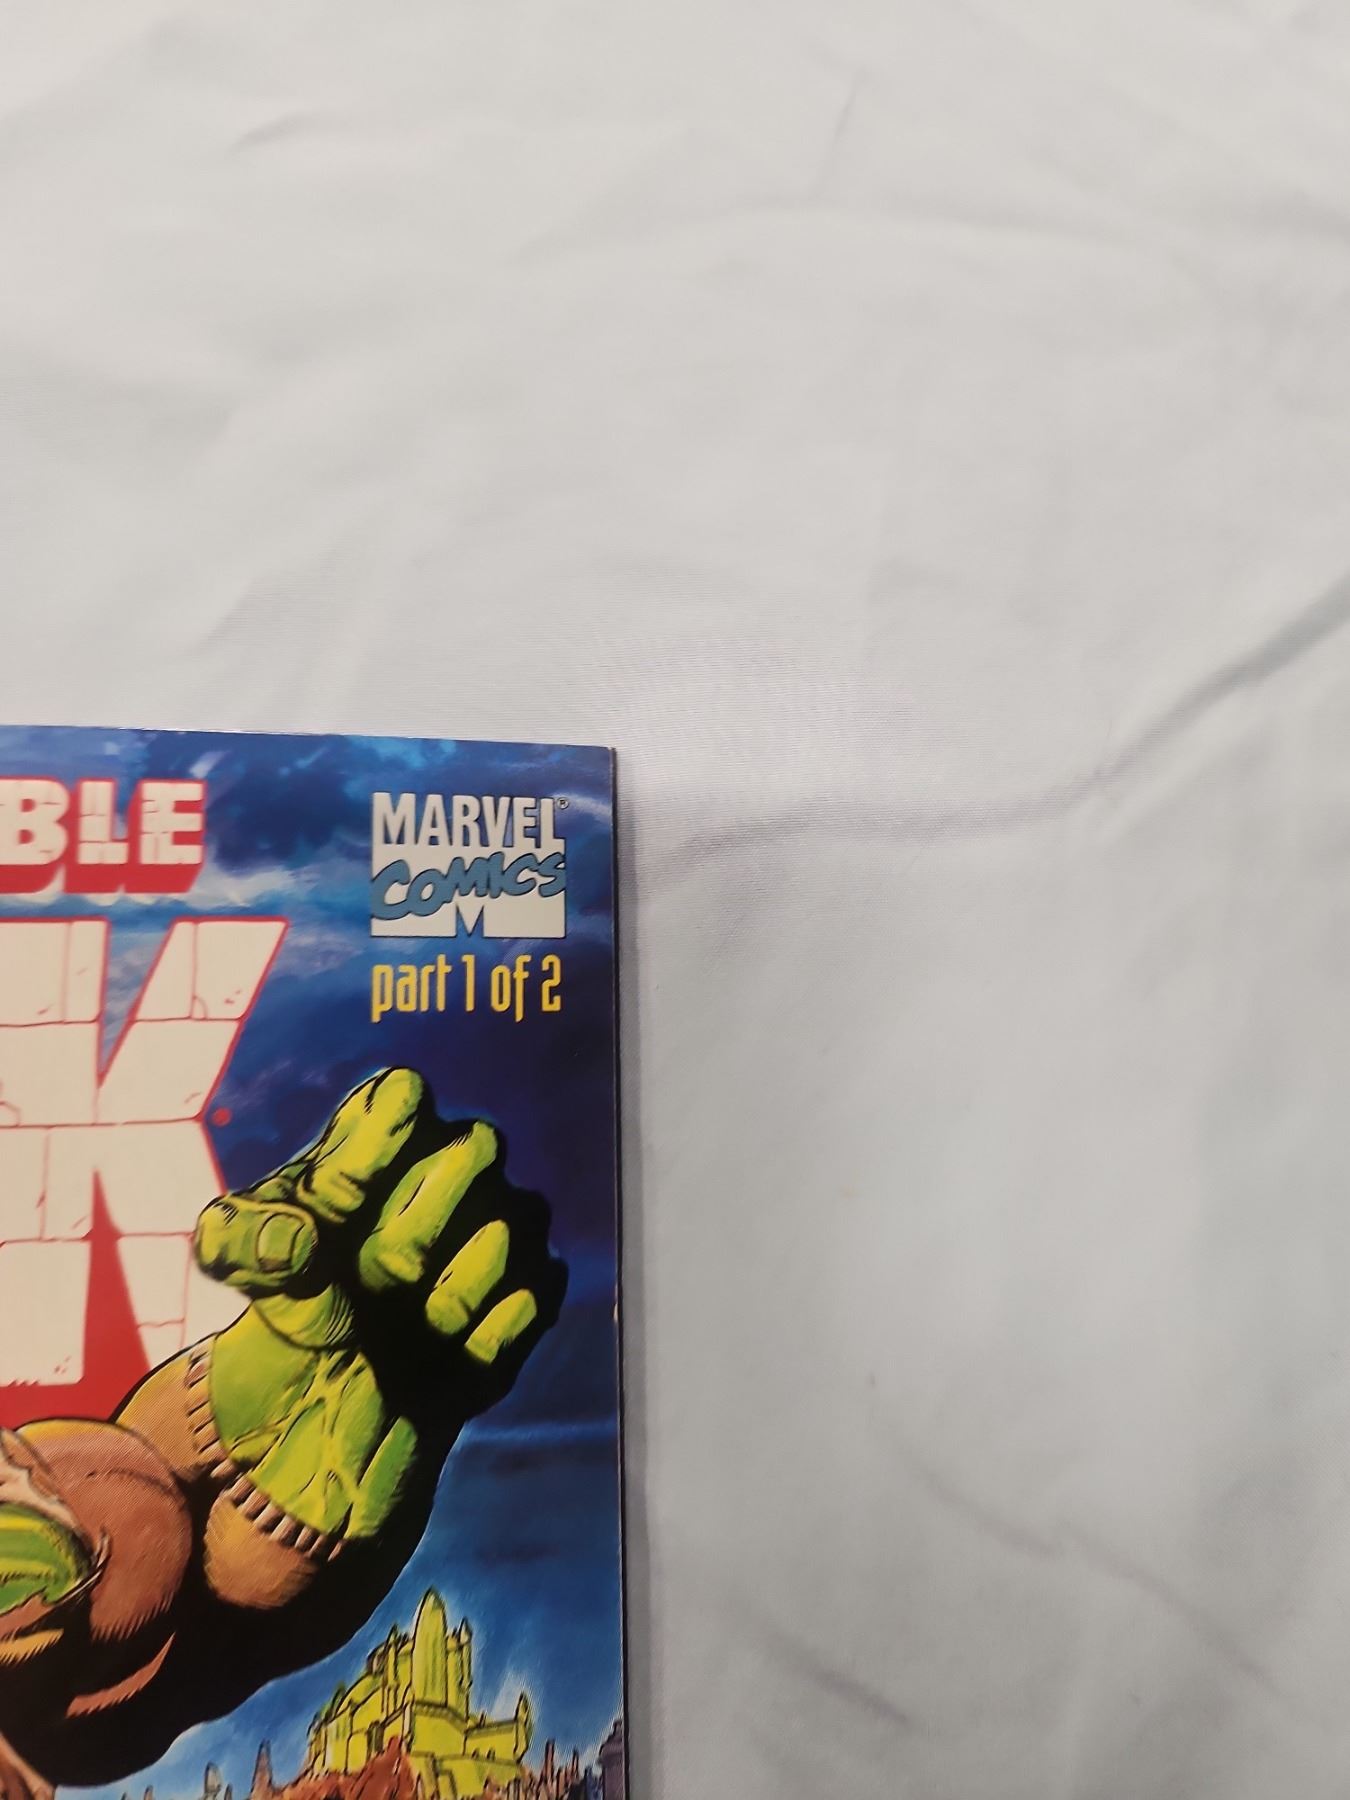 BLE
K
MARVEL®
COMICS
M
part 1 of 2